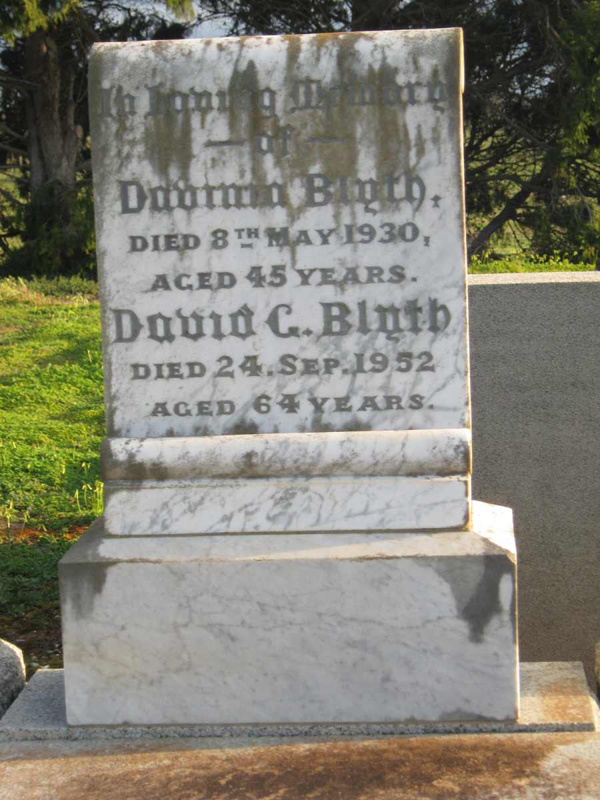 In Loving Memory
— of —
Davinia Blyth.
DIED 8TH MAY 1930,
AGED 45 YEARS.
David C. Blyth
DIED 24. SEP. 1952
AGED 64 YEARS.